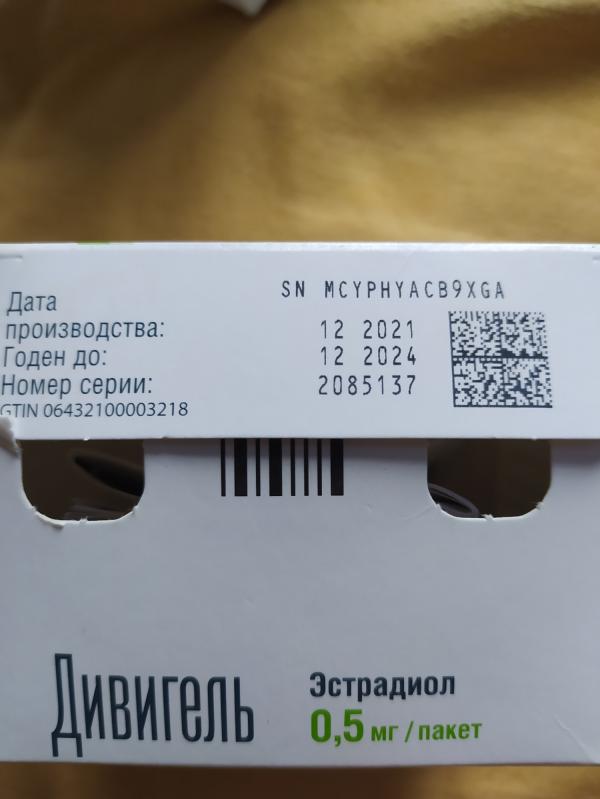 SN MCYPHYACB9XGA
Дата
производства: 12 2021
Годен до: 12 2024
Номер серии: 2085137
GTIN 06432100003218
Дивигель
Эстрадиол
0,5 мг/пакет